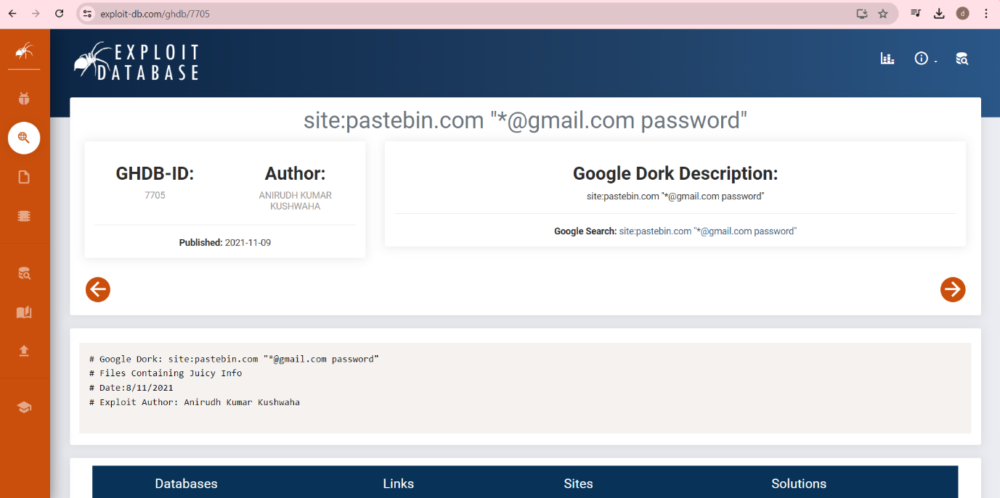 exploit-db.com/ghdb/7705
d
EXPLOIT
DATABASE
site:pastebin.com "*@gmail.com password"
GHDB-ID:
7705
Author:
ANIRUDH KUMAR
KUSHWAHA
Published: 2021-11-09
Google Dork Description:
site:pastebin.com "*@gmail.com password"
Google Search: site:pastebin.com "*@gmail.com password"
# Google Dork: site:pastebin.com "*@gmail.com password"
# Files Containing Juicy Info
# Date:8/11/2021
# Exploit Author: Anirudh Kumar Kushwaha
Databases Links Sites Solutions